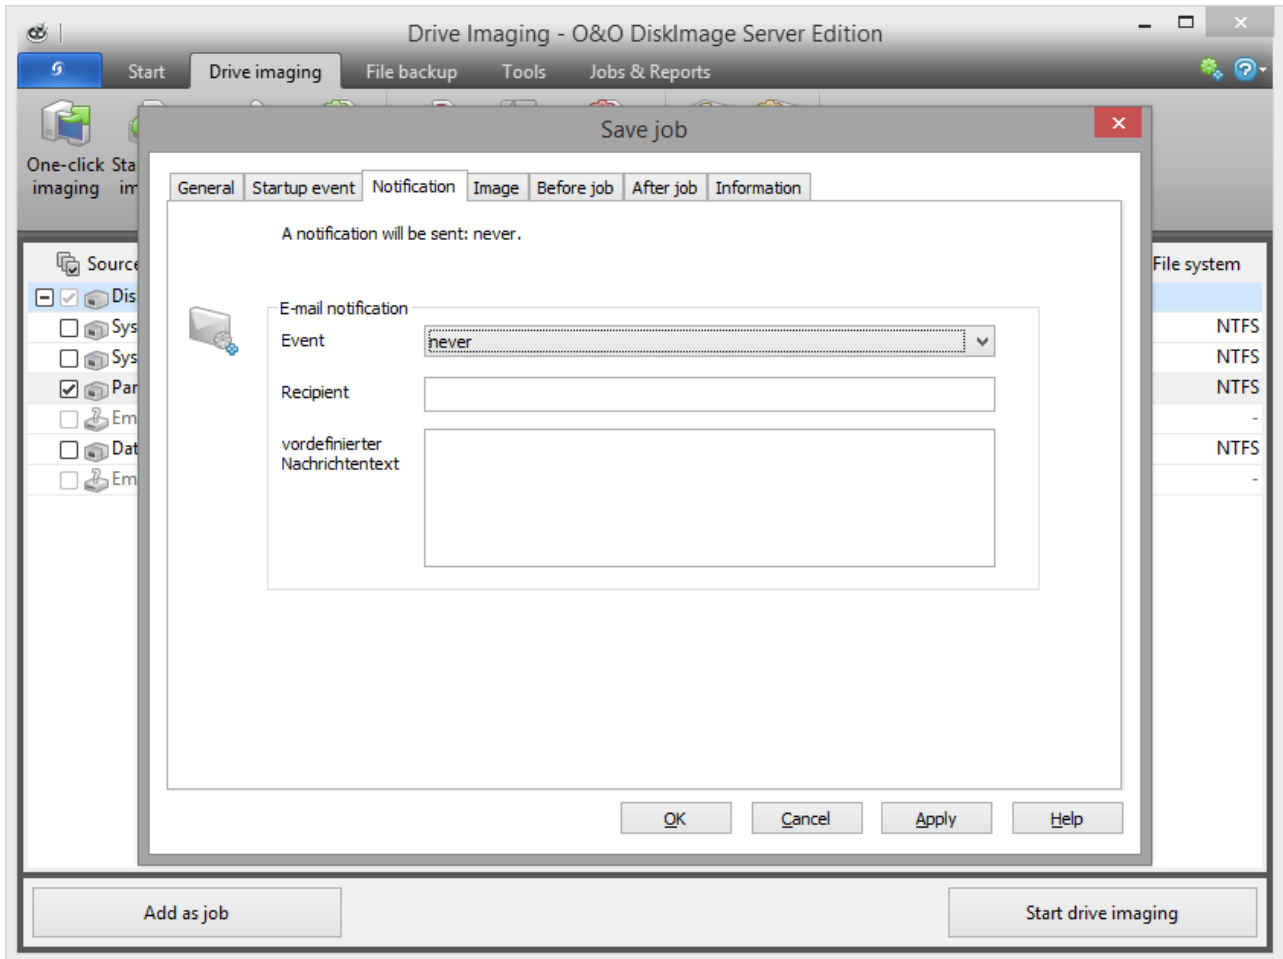 Drive Imaging - O&O DiskImage Server Edition
Start
Drive imaging
File backup
Tools
Jobs & Reports
One-click
imaging
Save job
General
Startup event
Notification
Image
Before job
After job
Information
A notification will be sent: never.
E-mail notification
Event
never
Recipient
vordefinierter
Nachrichtentext
OK
Cancel
Apply
Help
Source
File system
NTFS
NTFS
NTFS
-
NTFS
-
Add as job
Start drive imaging